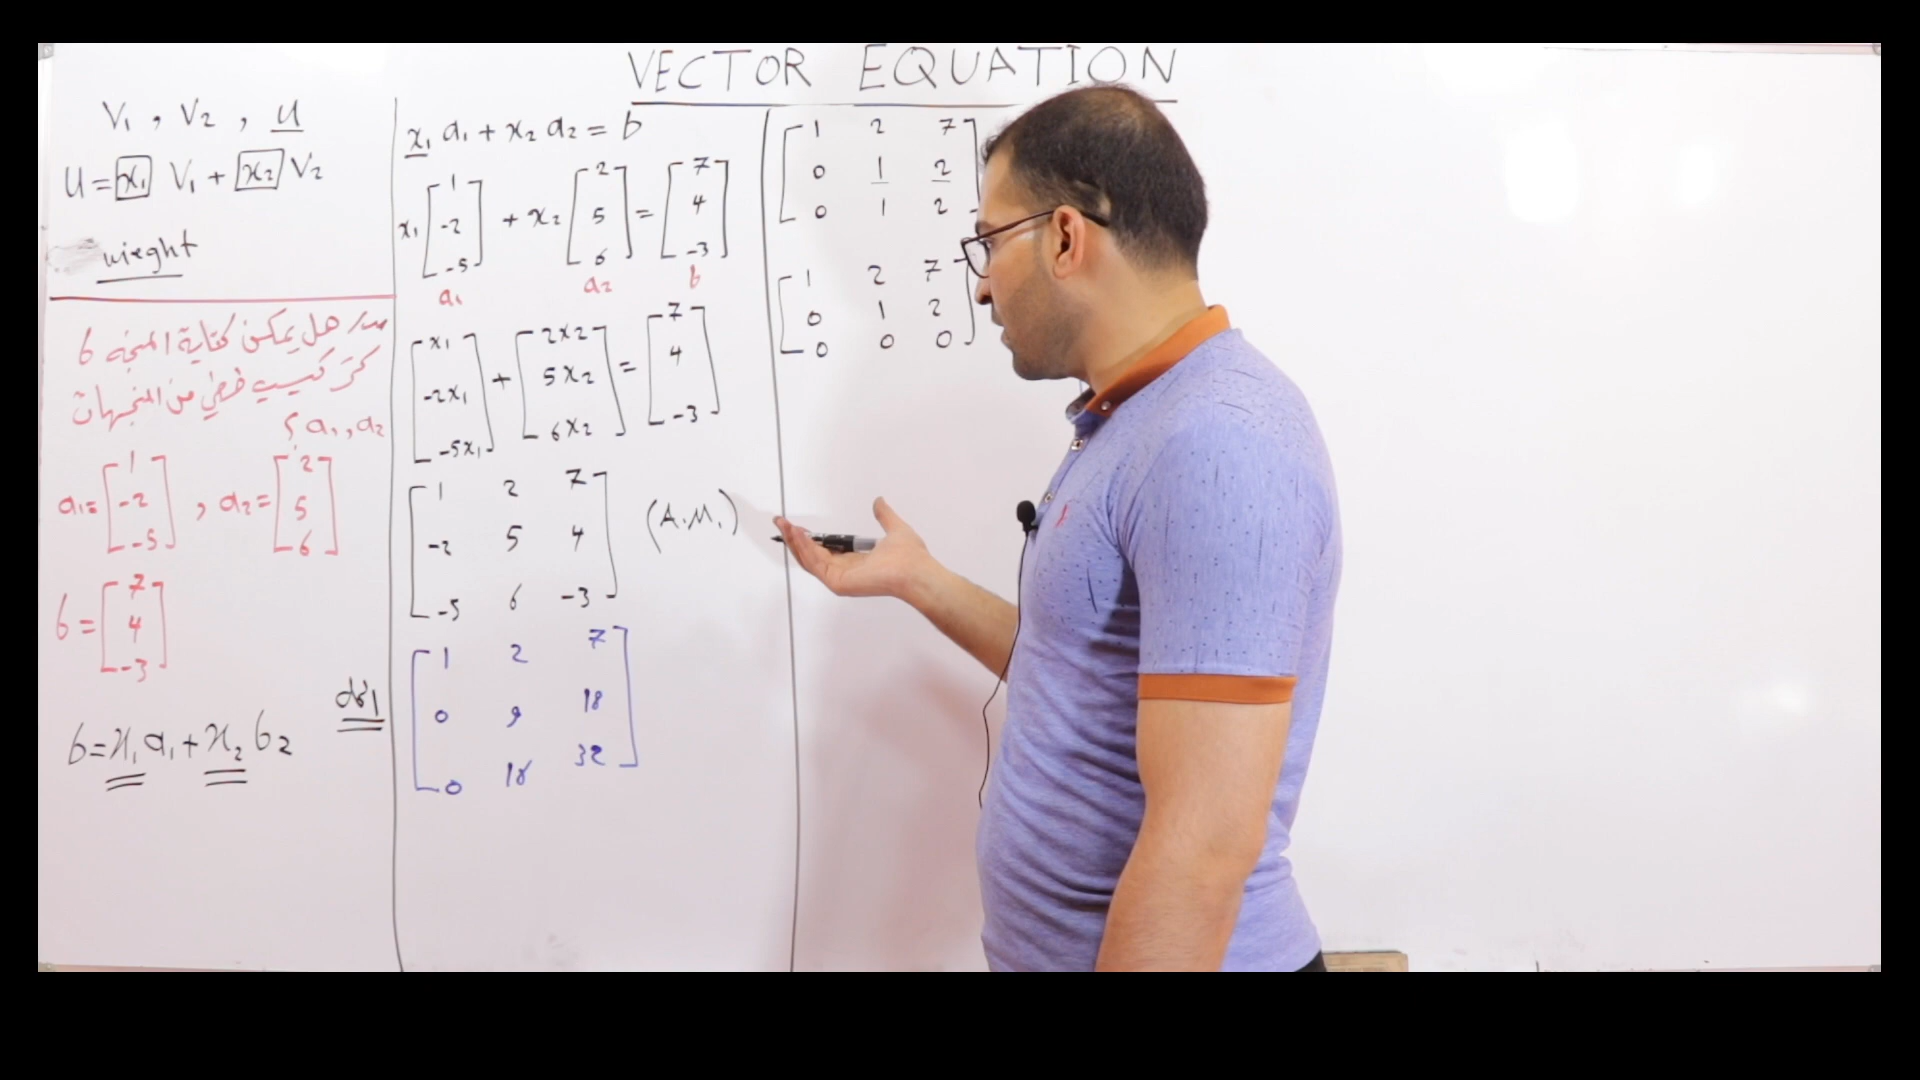 VECTOR EQUATION
V1 , V2 , u
u = x1 V1 + x2 V2
wieght
هل يمكن كتابة المتجه b
كتركيب خطي من المتجهات
a1 , a2 ؟
a1 = [ 1 -2 -5 ] , a2 = [ 2 5 6 ]
b = [ 7 4 -3 ]
b = x1 a1 + x2 b2
x1 a1 + x2 a2 = b
x1 [ 1 -2 -5 ] + x2 [ 2 5 6 ] = [ 7 4 -3 ]
a1 a2 b
[ x1 -2x1 -5x1 ] + [ 2x2 5x2 6x2 ] = [ 7 4 -3 ]
1 2 7
-2 5 4 (A.M.)
-5 6 -3
1 2 7
0 9 18
0 18 32
1 2 7
0 1 2
0 1 2
1 2 7
0 1 2
0 0 0